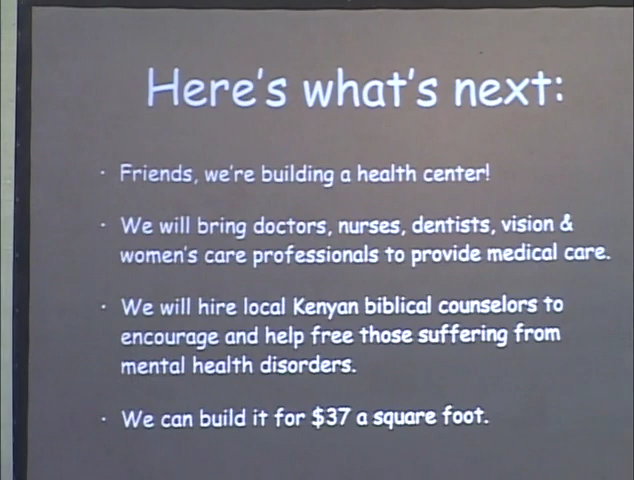 Here's what's next:
· Friends, we're building a health center!
· We will bring doctors, nurses, dentists, vision &
women's care professionals to provide medical care.
· We will hire local Kenyan biblical counselors to
encourage and help free those suffering from
mental health disorders.
· We can build it for $37 a square foot.